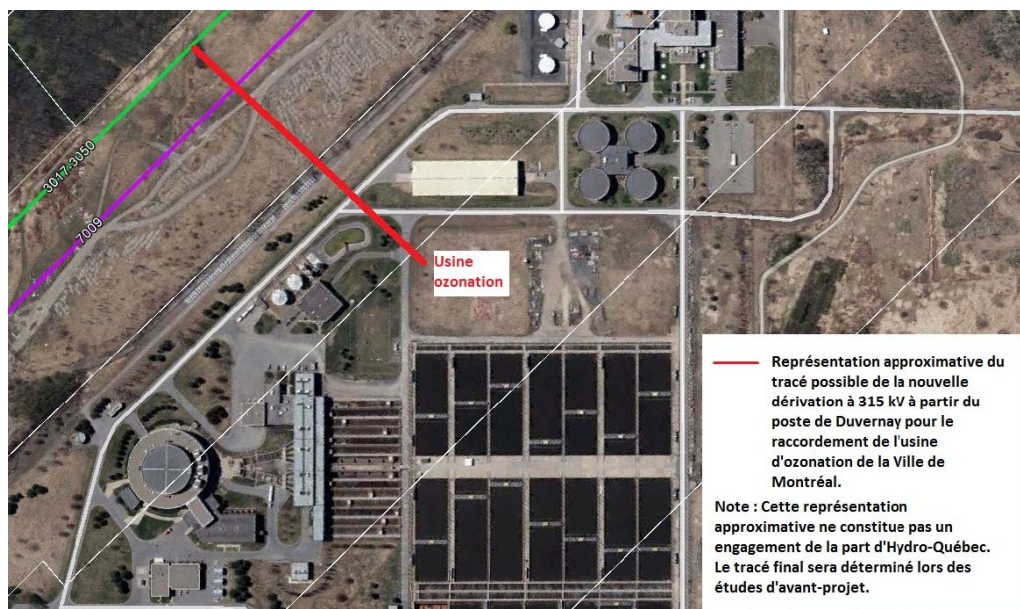 3017-3050
7009
Usine
ozonation
Représentation approximative du
tracé possible de la nouvelle
dérivation à 315 kV à partir du
poste de Duvernay pour le
raccordement de l'usine
d'ozonation de la Ville de
Montréal.
Note : Cette représentation
approximative ne constitue pas un
engagement de la part d'Hydro-Québec.
Le tracé final sera déterminé lors des
études d'avant-projet.